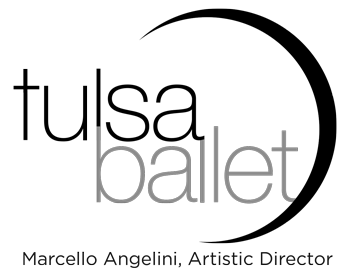 tulsa
ballet
Marcello Angelini, Artistic Director